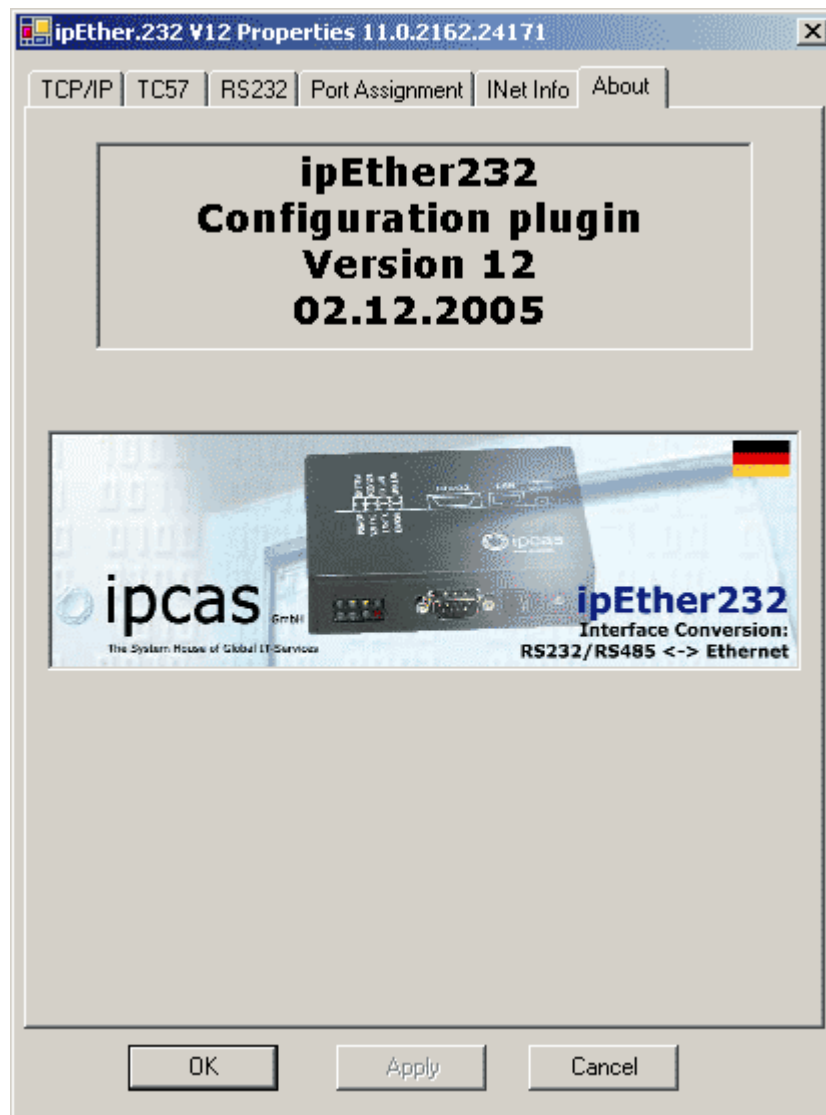 ipEther.232 V12 Properties 11.0.2162.24171
TCP/IP TC57 RS232 Port Assignment INet Info About
ipEther232
Configuration plugin
Version 12
02.12.2005
ipcas
ipcas GmbH
The System House of Global IT-Services
ipEther232
Interface Conversion:
RS232/RS485 <-> Ethernet
OK Apply Cancel